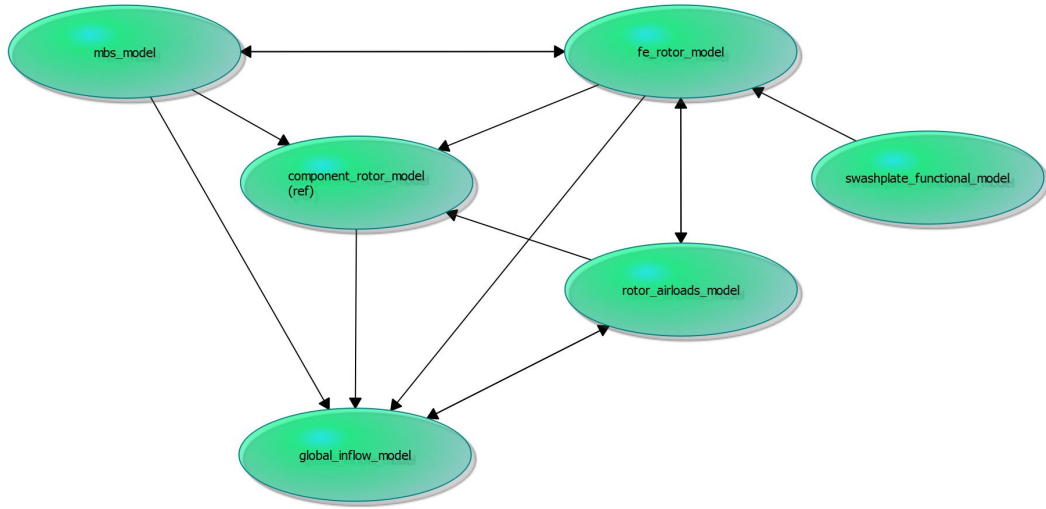 mbs_model
fe_rotor_model
component_rotor_model
(ref)
swashplate_functional_model
rotor_airloads_model
global_inflow_model